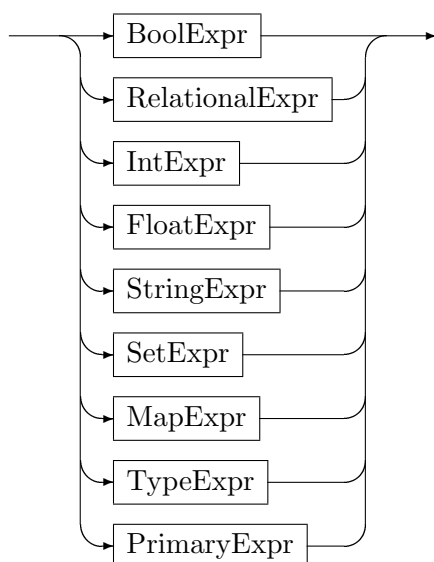 BoolExpr
RelationalExpr
IntExpr
FloatExpr
StringExpr
SetExpr
MapExpr
TypeExpr
PrimaryExpr